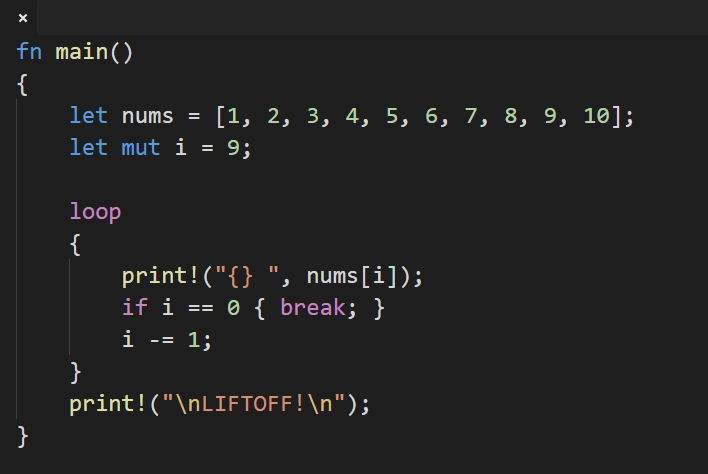 fn main()
{
    let nums = [1, 2, 3, 4, 5, 6, 7, 8, 9, 10];
    let mut i = 9;

    loop
    {
        print!("{} ", nums[i]);
        if i == 0 { break; }
        i -= 1;
    }
    print!("\nLIFTOFF!\n");
}